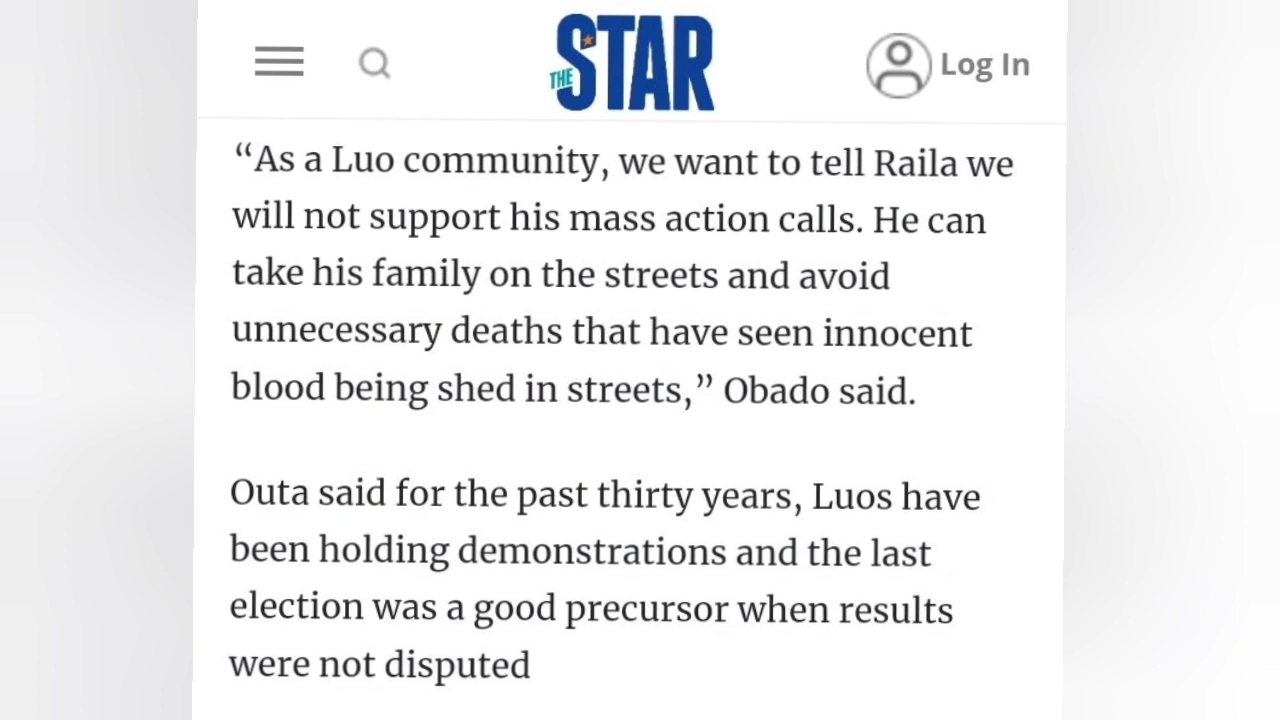 THE STAR
Log In
“As a Luo community, we want to tell Raila we
will not support his mass action calls. He can
take his family on the streets and avoid
unnecessary deaths that have seen innocent
blood being shed in streets,” Obado said.
Outa said for the past thirty years, Luos have
been holding demonstrations and the last
election was a good precursor when results
were not disputed